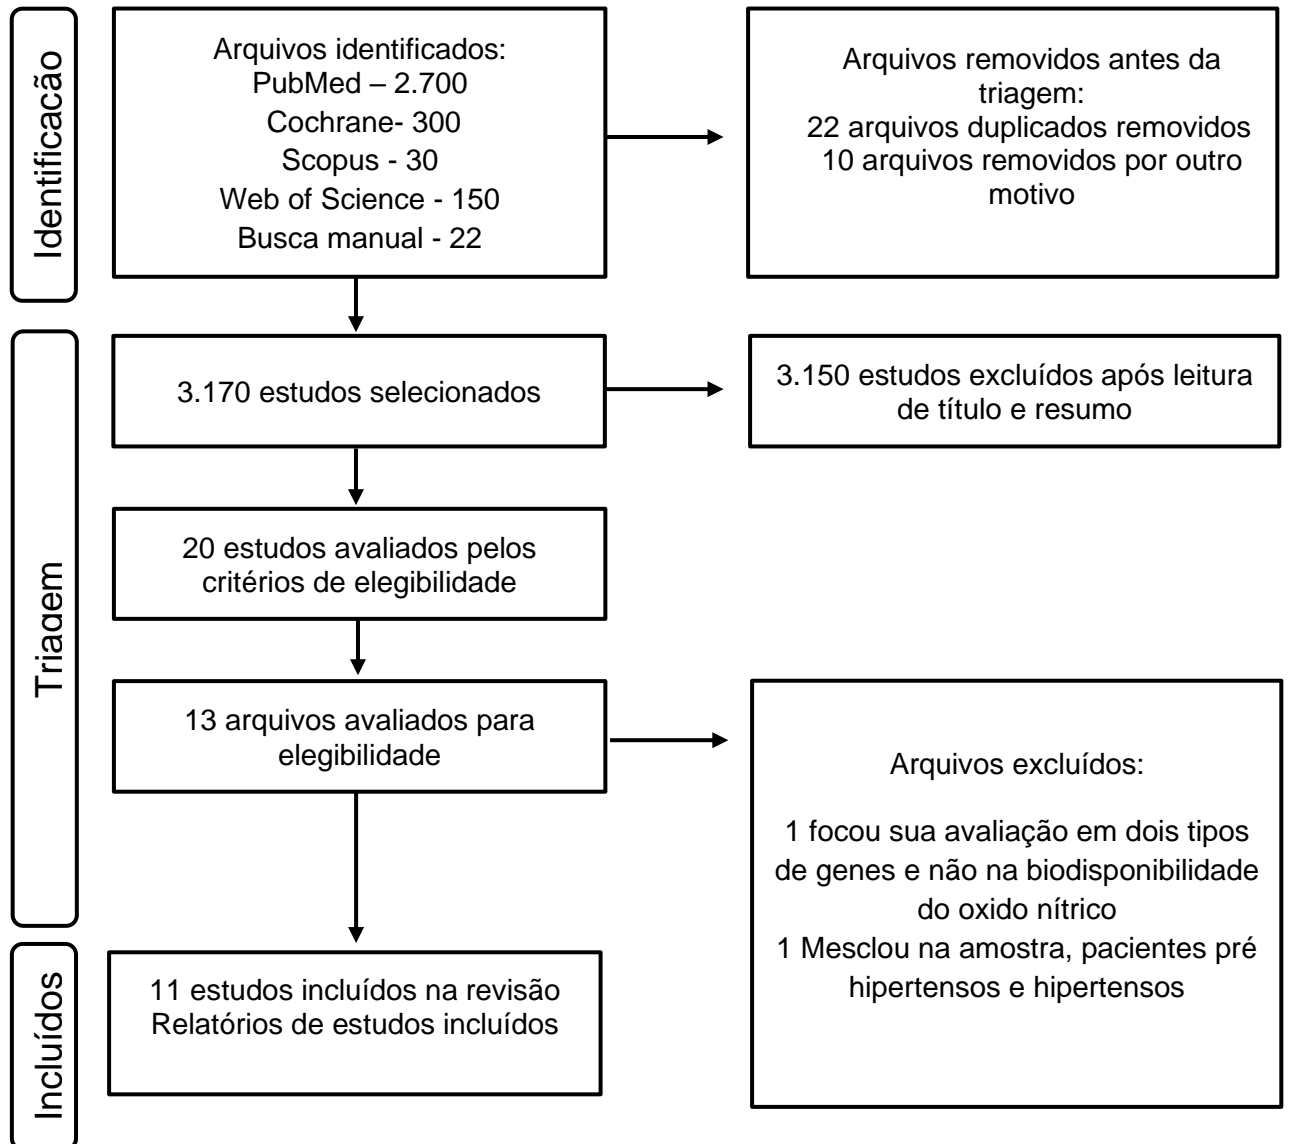 Identificação
Arquivos identificados:
PubMed – 2.700
Cochrane- 300
Scopus - 30
Web of Science - 150
Busca manual - 22
Arquivos removidos antes da
triagem:
22 arquivos duplicados removidos
10 arquivos removidos por outro
motivo
Triagem
3.170 estudos selecionados
3.150 estudos excluídos após leitura
de título e resumo
20 estudos avaliados pelos
critérios de elegibilidade
13 arquivos avaliados para
elegibilidade
Arquivos excluídos:
1 focou sua avaliação em dois tipos
de genes e não na biodisponibilidade
do oxido nítrico
1 Mesclou na amostra, pacientes pré
hipertensos e hipertensos
Incluídos
11 estudos incluídos na revisão
Relatórios de estudos incluídos